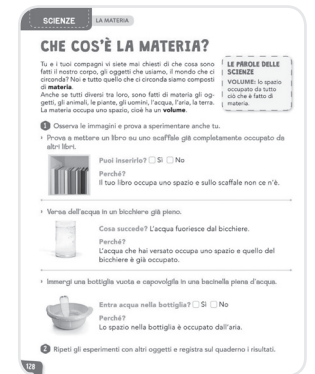 SCIENZE
LA MATERIA
CHE COS'È LA MATERIA?
Tu e i tuoi compagni vi siete mai chiesti di che cosa sono
fatti il nostro corpo, gli oggetti che usiamo, il mondo che ci
circonda? Noi e tutto quello che ci circonda siamo composti
di materia.
Anche se tutti diversi tra loro, sono fatti di materia gli og-
getti, gli animali, le piante, gli uomini, l'acqua, l'aria, la terra.
La materia occupa uno spazio, cioè ha un volume.
LE PAROLE DELLE
SCIENZE
VOLUME: lo spazio
occupato da tutto
ciò che è fatto di
materia.
1 Osserva le immagini e prova a sperimentare anche tu.
Prova a mettere un libro su uno scaffale già completamente occupato da
altri libri.
Puoi inserirlo? Sì No
Perché?
Il tuo libro occupa uno spazio e sullo scaffale non ce n'è.
Versa dell'acqua in un bicchiere già pieno.
Cosa succede? L'acqua fuoriesce dal bicchiere.
Perché?
L'acqua che hai versato occupa uno spazio e quello del
bicchiere è già occupato.
Immergi una bottiglia vuota e capovolgila in una bacinella piena d'acqua.
Entra acqua nella bottiglia? Sì No
Perché?
Lo spazio nella bottiglia è occupato dall'aria.
2 Ripeti gli esperimenti con altri oggetti e registra sul quaderno i risultati.
128